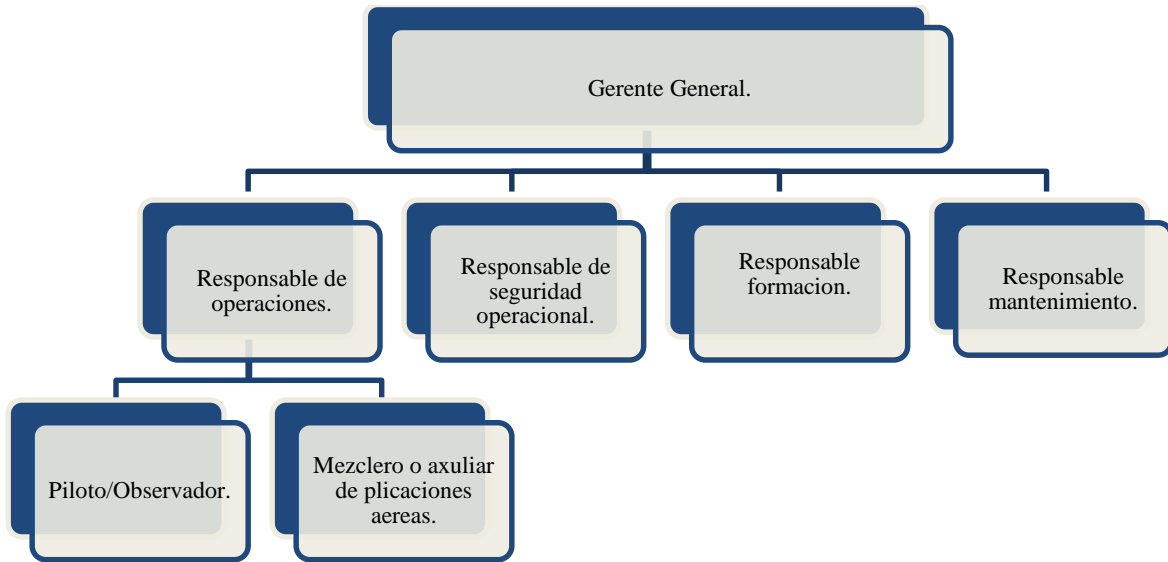 Gerente General.
Responsable de
operaciones.
Responsable de
seguridad
operacional.
Responsable
formacion.
Responsable
mantenimiento.
Piloto/Observador.
Mezclero o axuliar
de plicaciones
aereas.